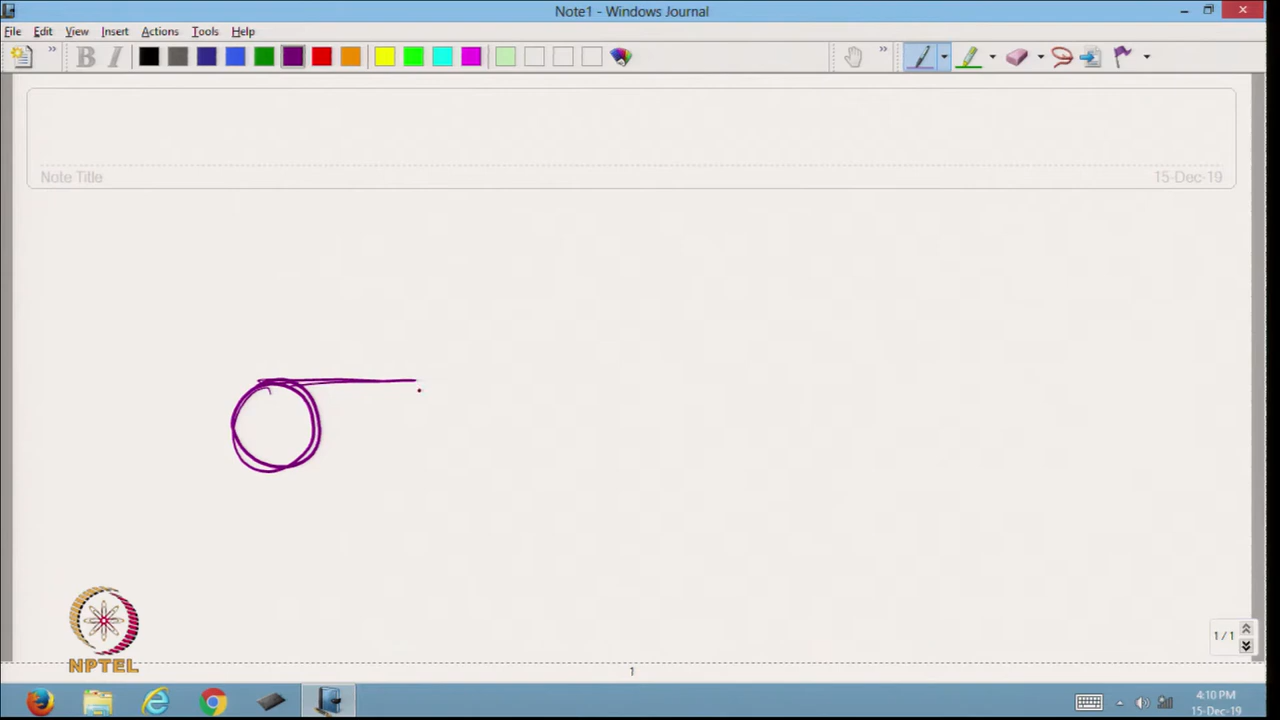 Note1 - Windows Journal
File Edit View Insert Actions Tools Help
B I
Note Title
15-Dec-19
NPTEL
1 / 1
1
4:10 PM
15-Dec-19